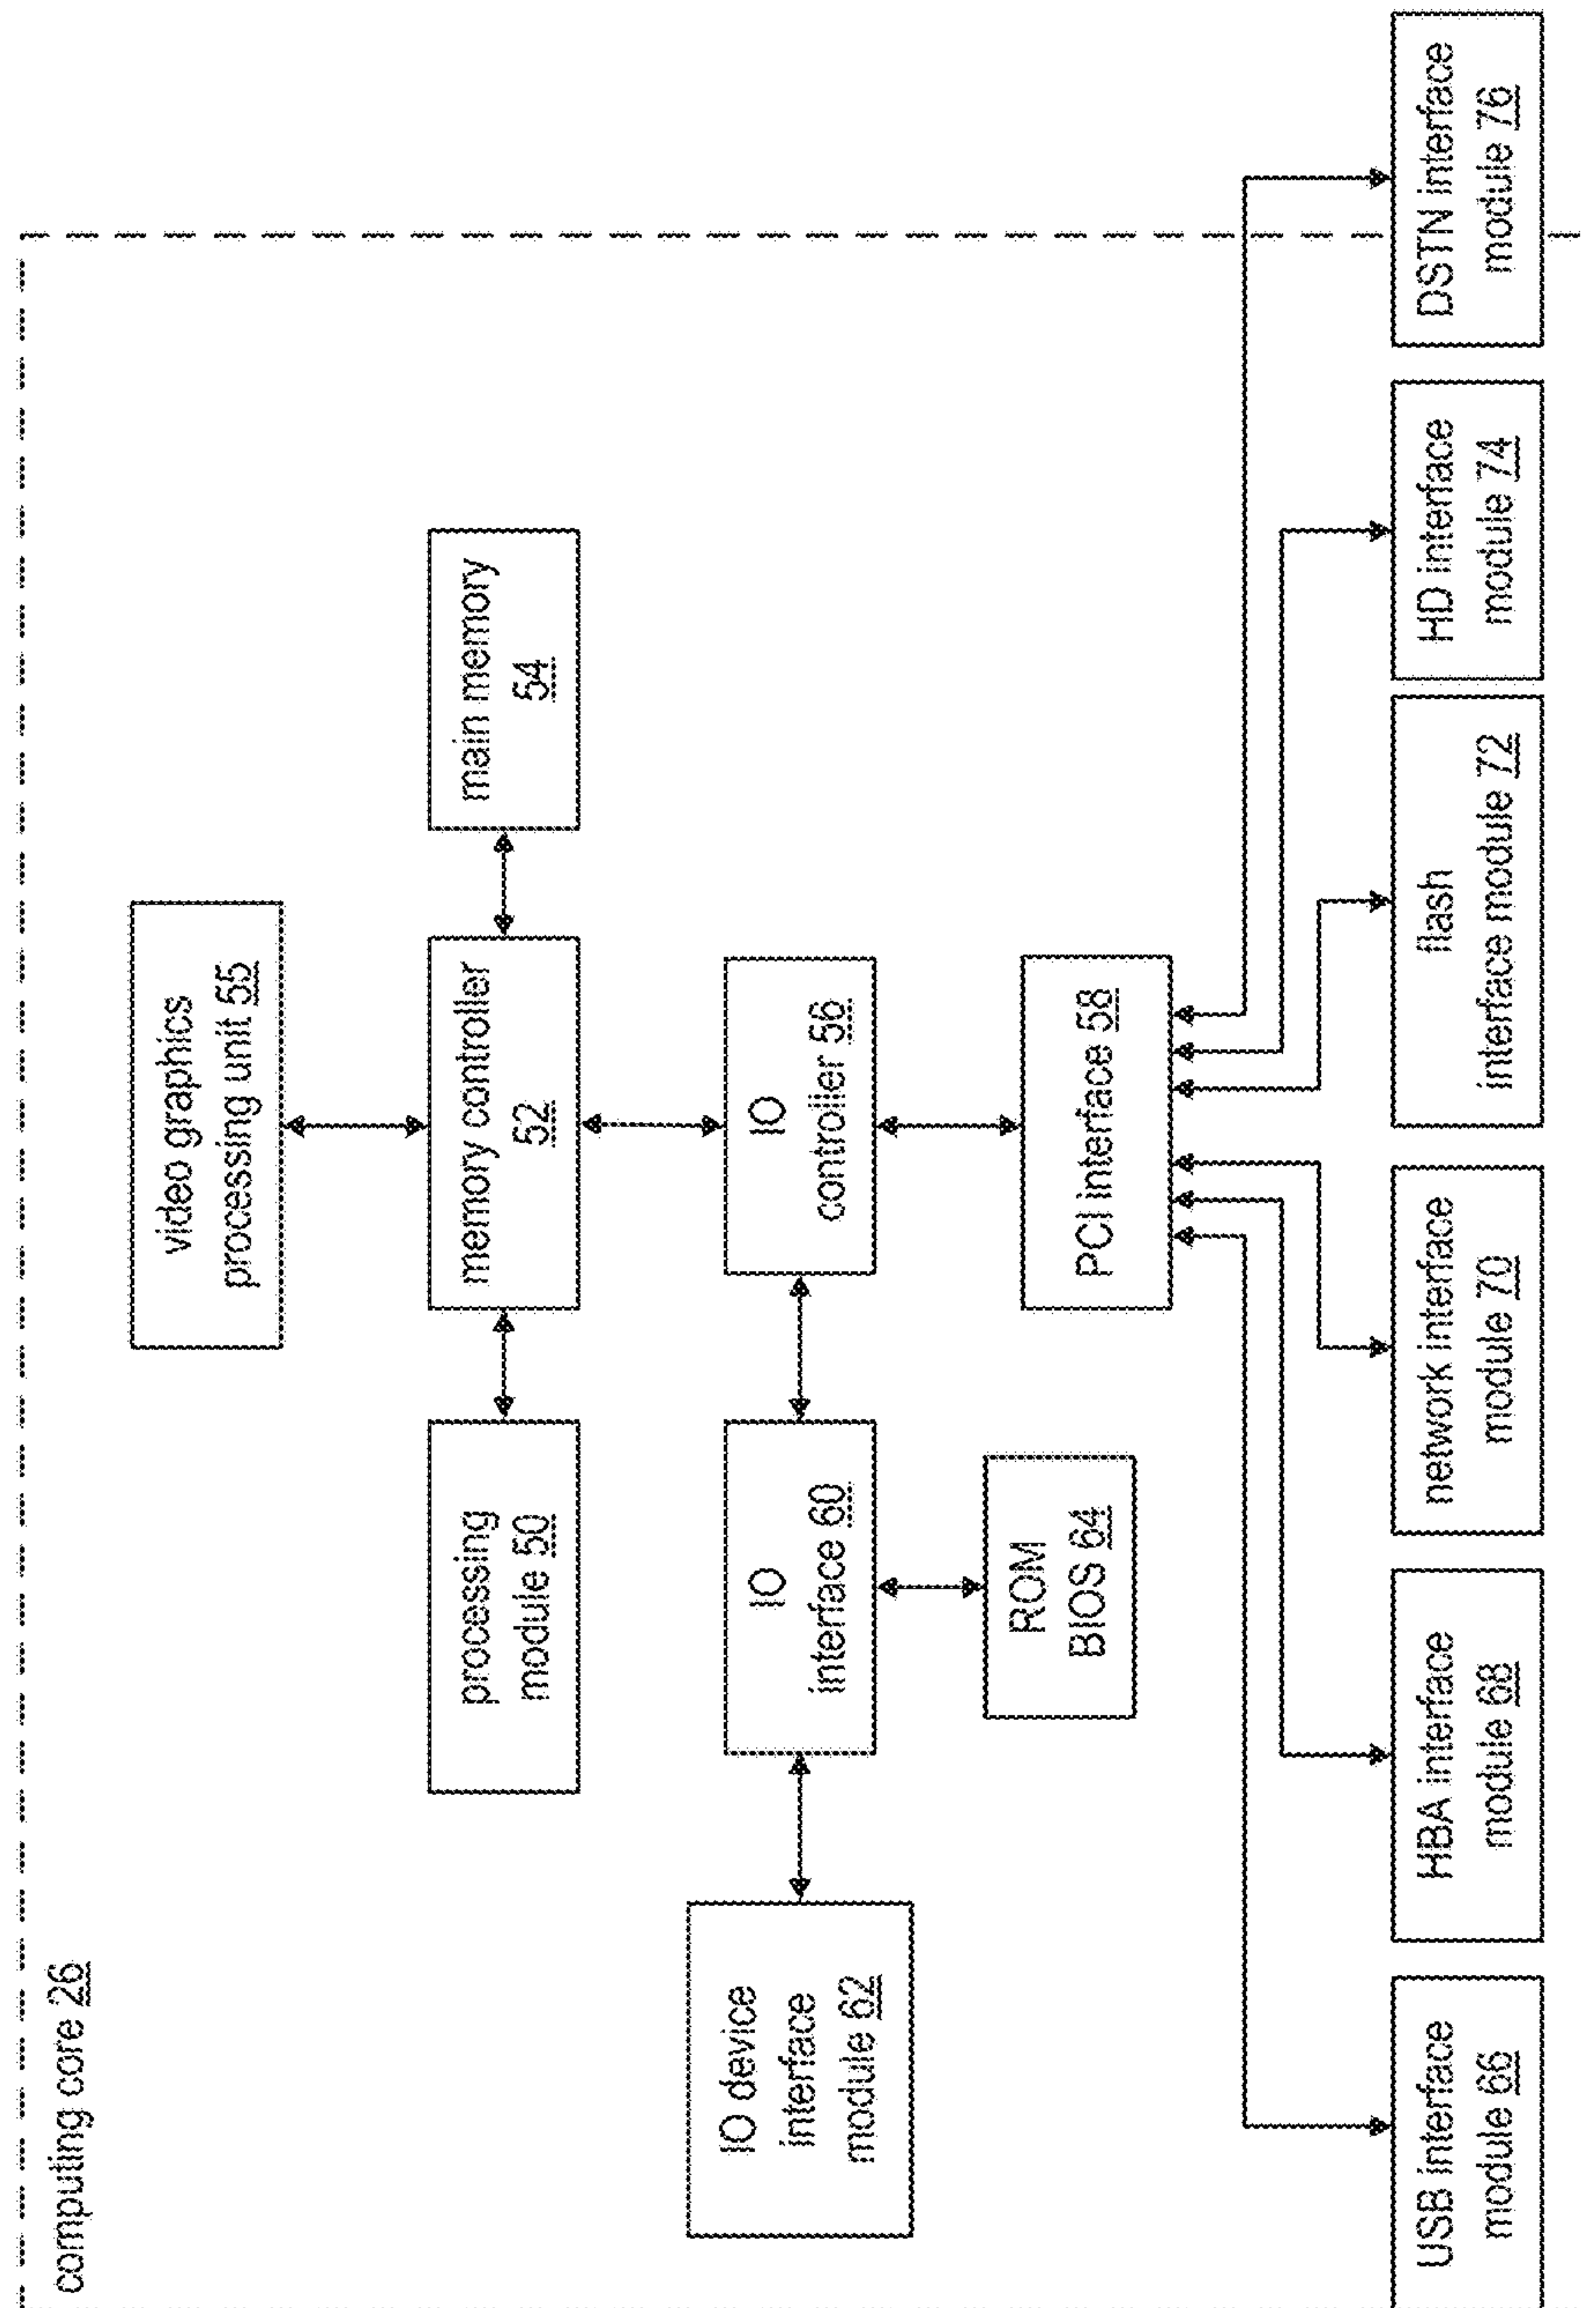 computing core 26
video graphics
processing unit 55
processing
module 50
memory controller
52
main memory
54
IO device
interface
module 62
IO
interface 60
IO
controller 56
ROM
BIOS 64
PCI interface 58
USB interface
module 66
HBA interface
module 68
network interface
module 70
flash
interface module 72
HD interface
module 74
DSTN interface
module 76